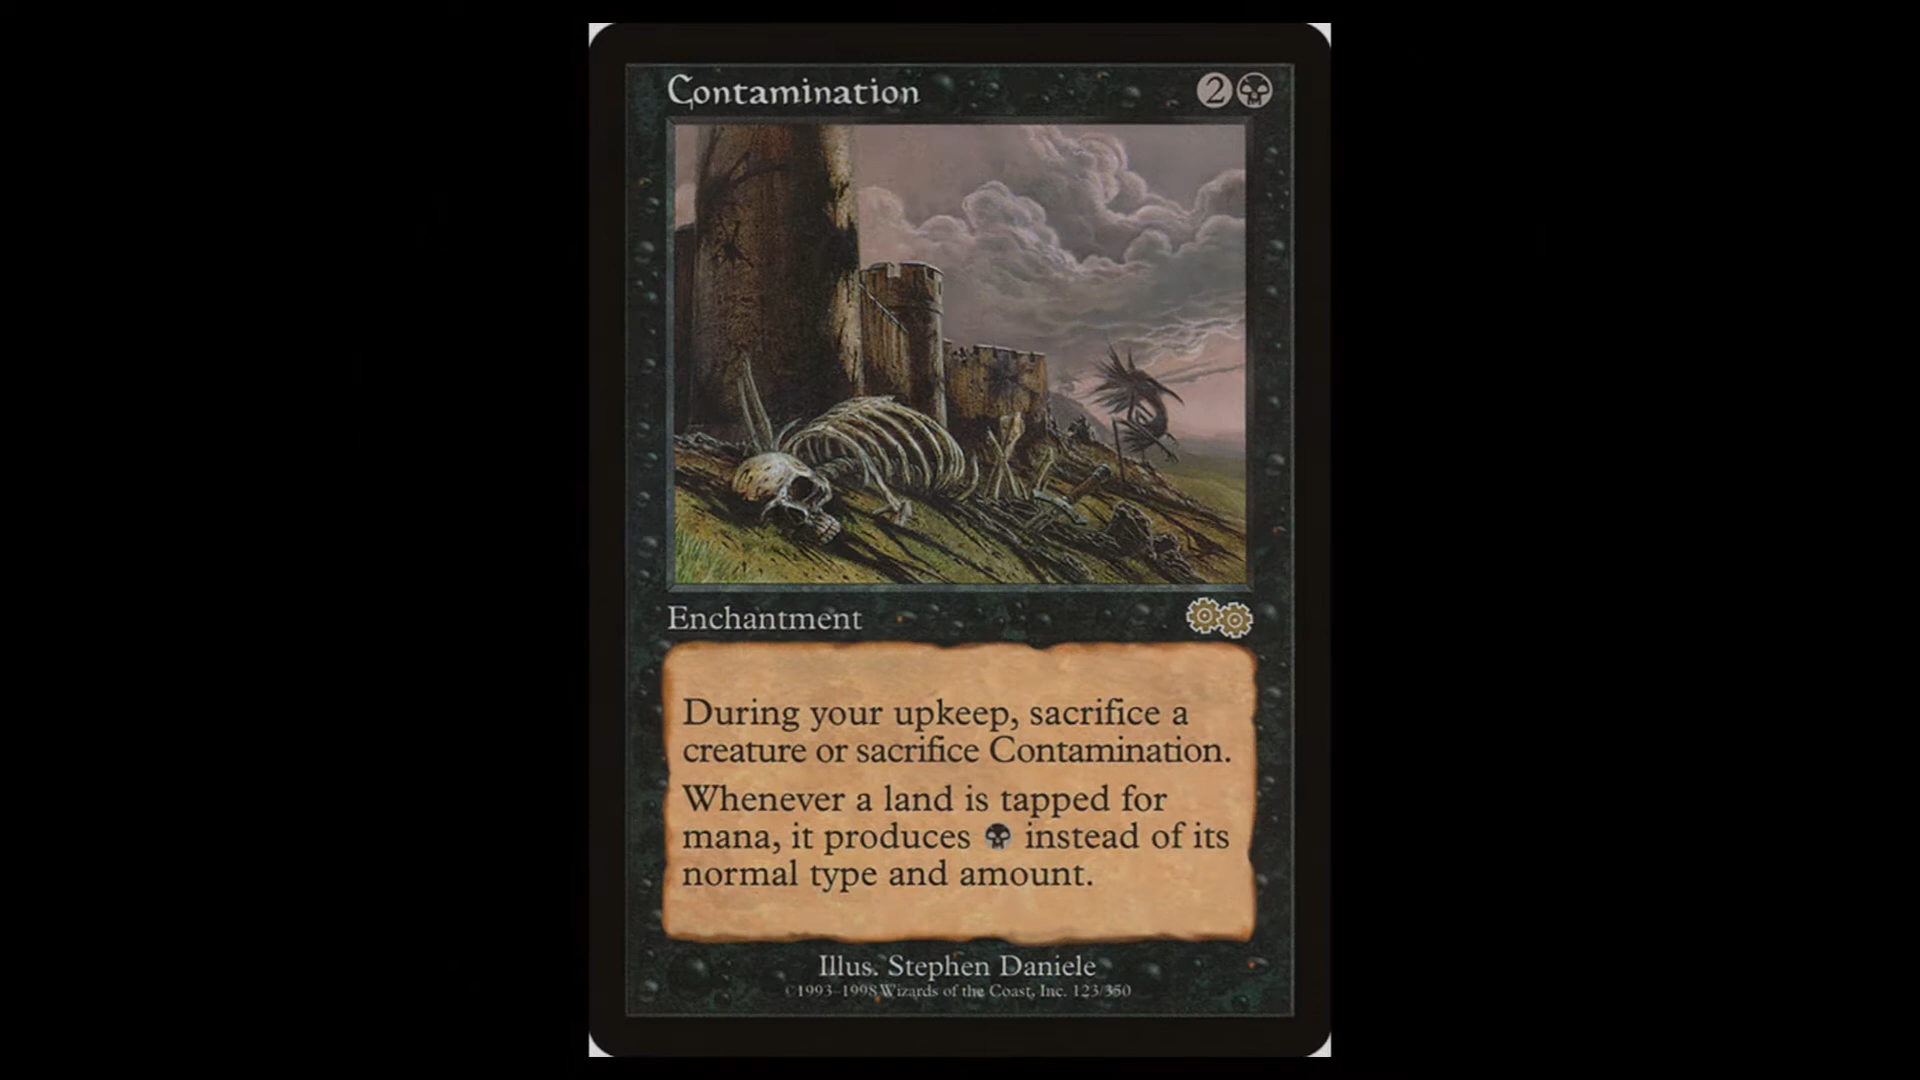 Contamination 2
Enchantment
During your upkeep, sacrifice a
creature or sacrifice Contamination.
Whenever a land is tapped for
mana, it produces instead of its
normal type and amount.
Illus. Stephen Daniele
©1993-1998 Wizards of the Coast, Inc. 123/350